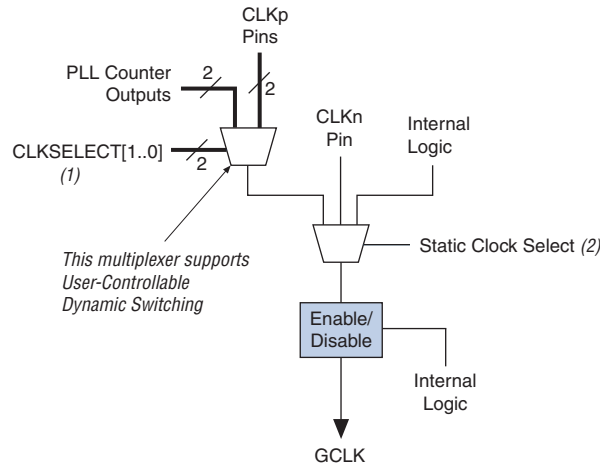 CLKp
Pins
PLL Counter
Outputs
2
2
CLKn
Pin
Internal
Logic
CLKSELECT[1..0]
(1)
2
This multiplexer supports
User-Controllable
Dynamic Switching
Static Clock Select (2)
Enable/
Disable
Internal
Logic
GCLK